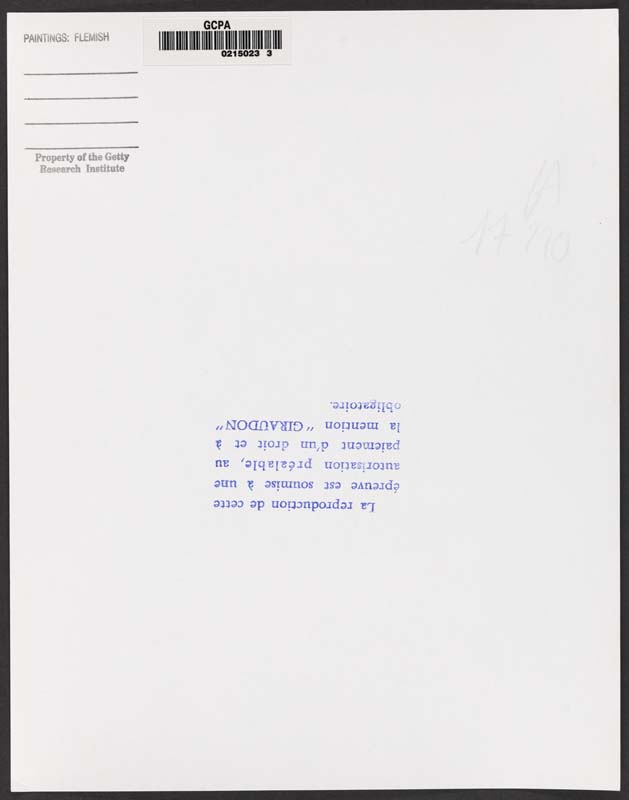 PAINTINGS: FLEMISH
GCPA
0215023 3
Property of the Getty
Research Institute
17 190
La reproduction de cette
épreuve est soumise à une
autorisation préalable, au
paiement d'un droit et à
la mention "GIRAUDON"
obligatoire.